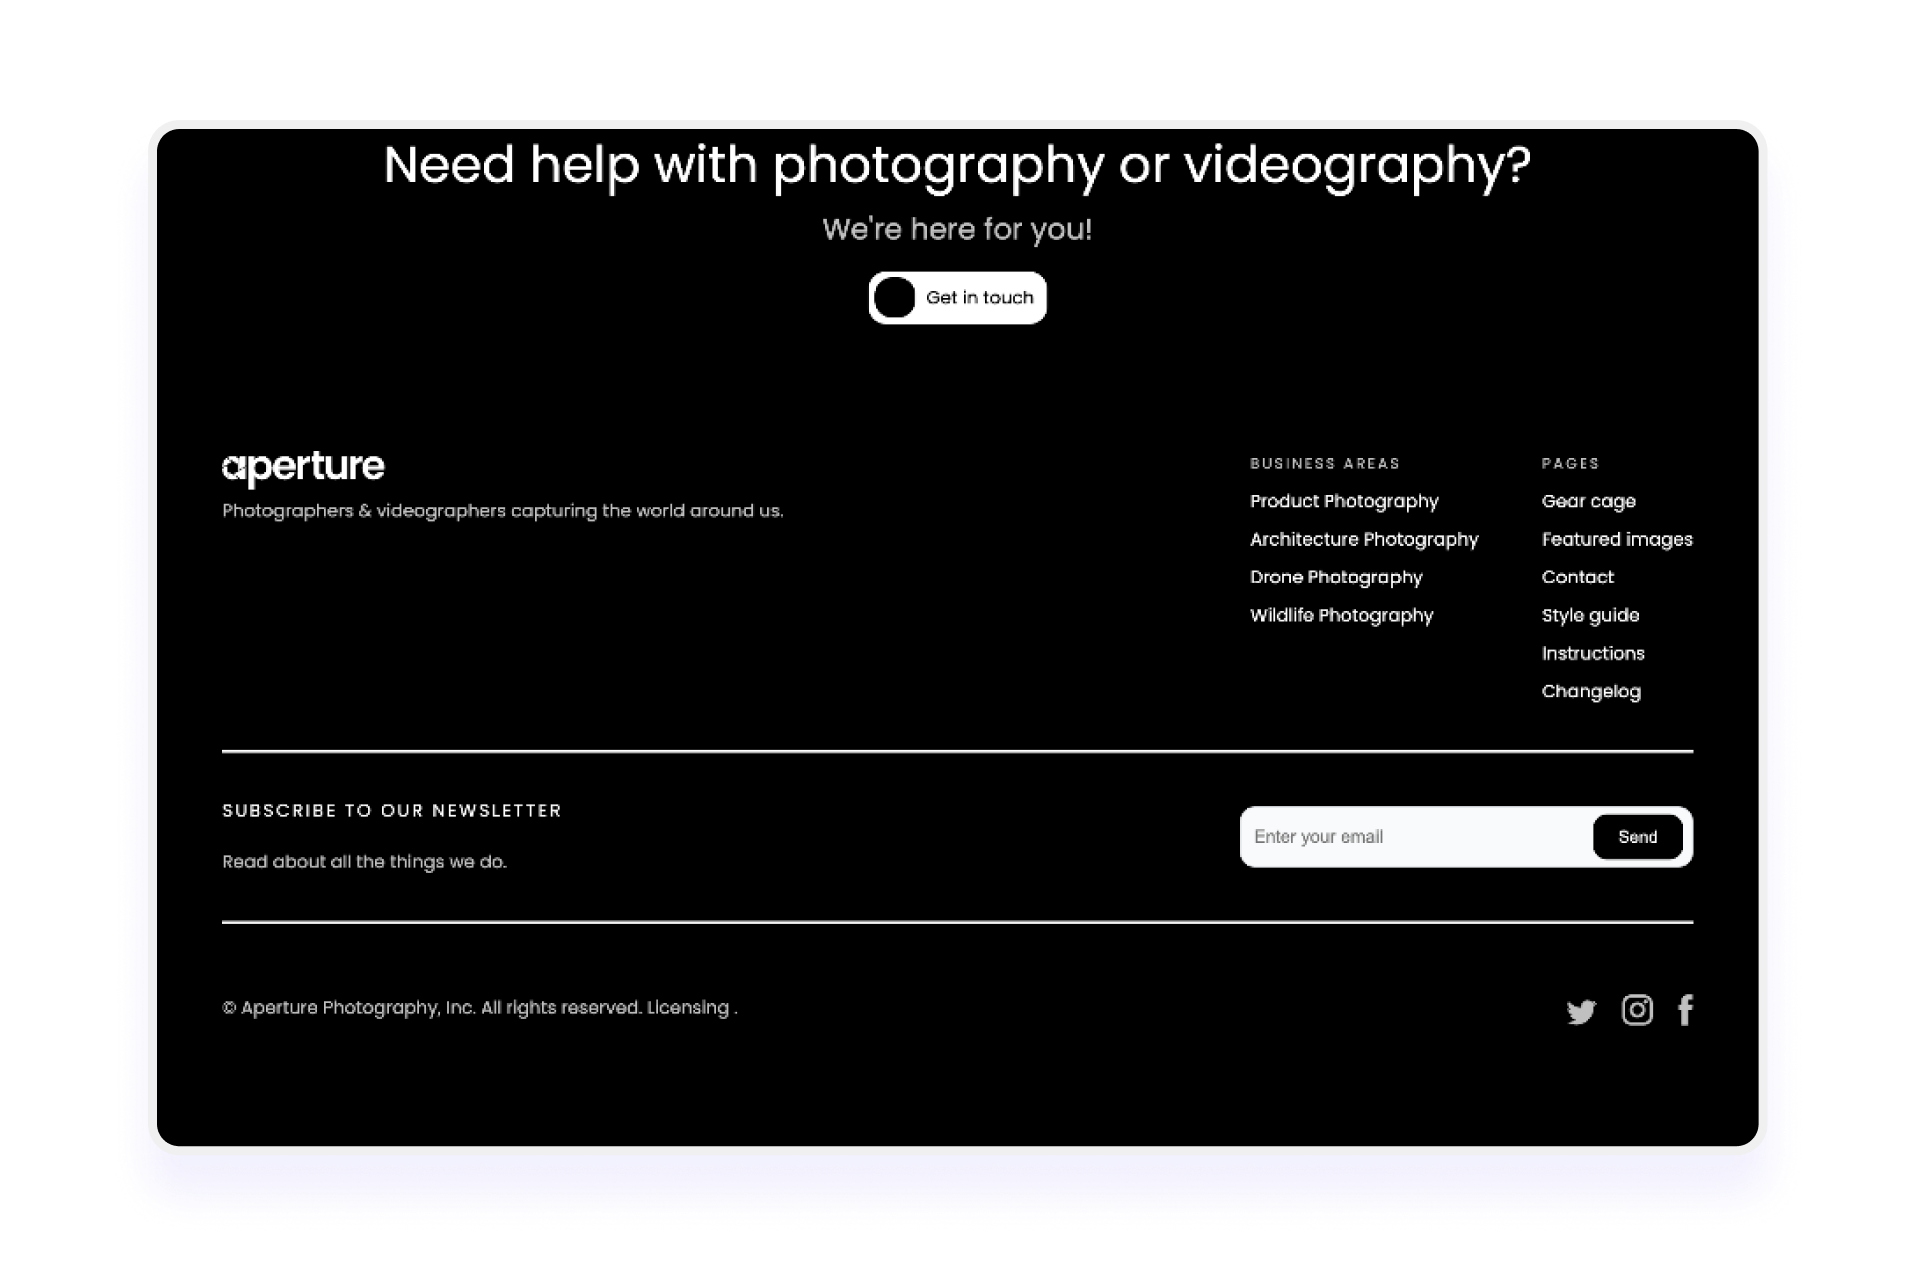 Need help with photography or videography?
We're here for you!
Get in touch
aperture
Photographers & videographers capturing the world around us.
BUSINESS AREAS
Product Photography
Architecture Photography
Drone Photography
Wildlife Photography
PAGES
Gear cage
Featured images
Contact
Style guide
Instructions
Changelog
SUBSCRIBE TO OUR NEWSLETTER
Read about all the things we do.
Enter your email
Send
© Aperture Photography, Inc. All rights reserved. Licensing .